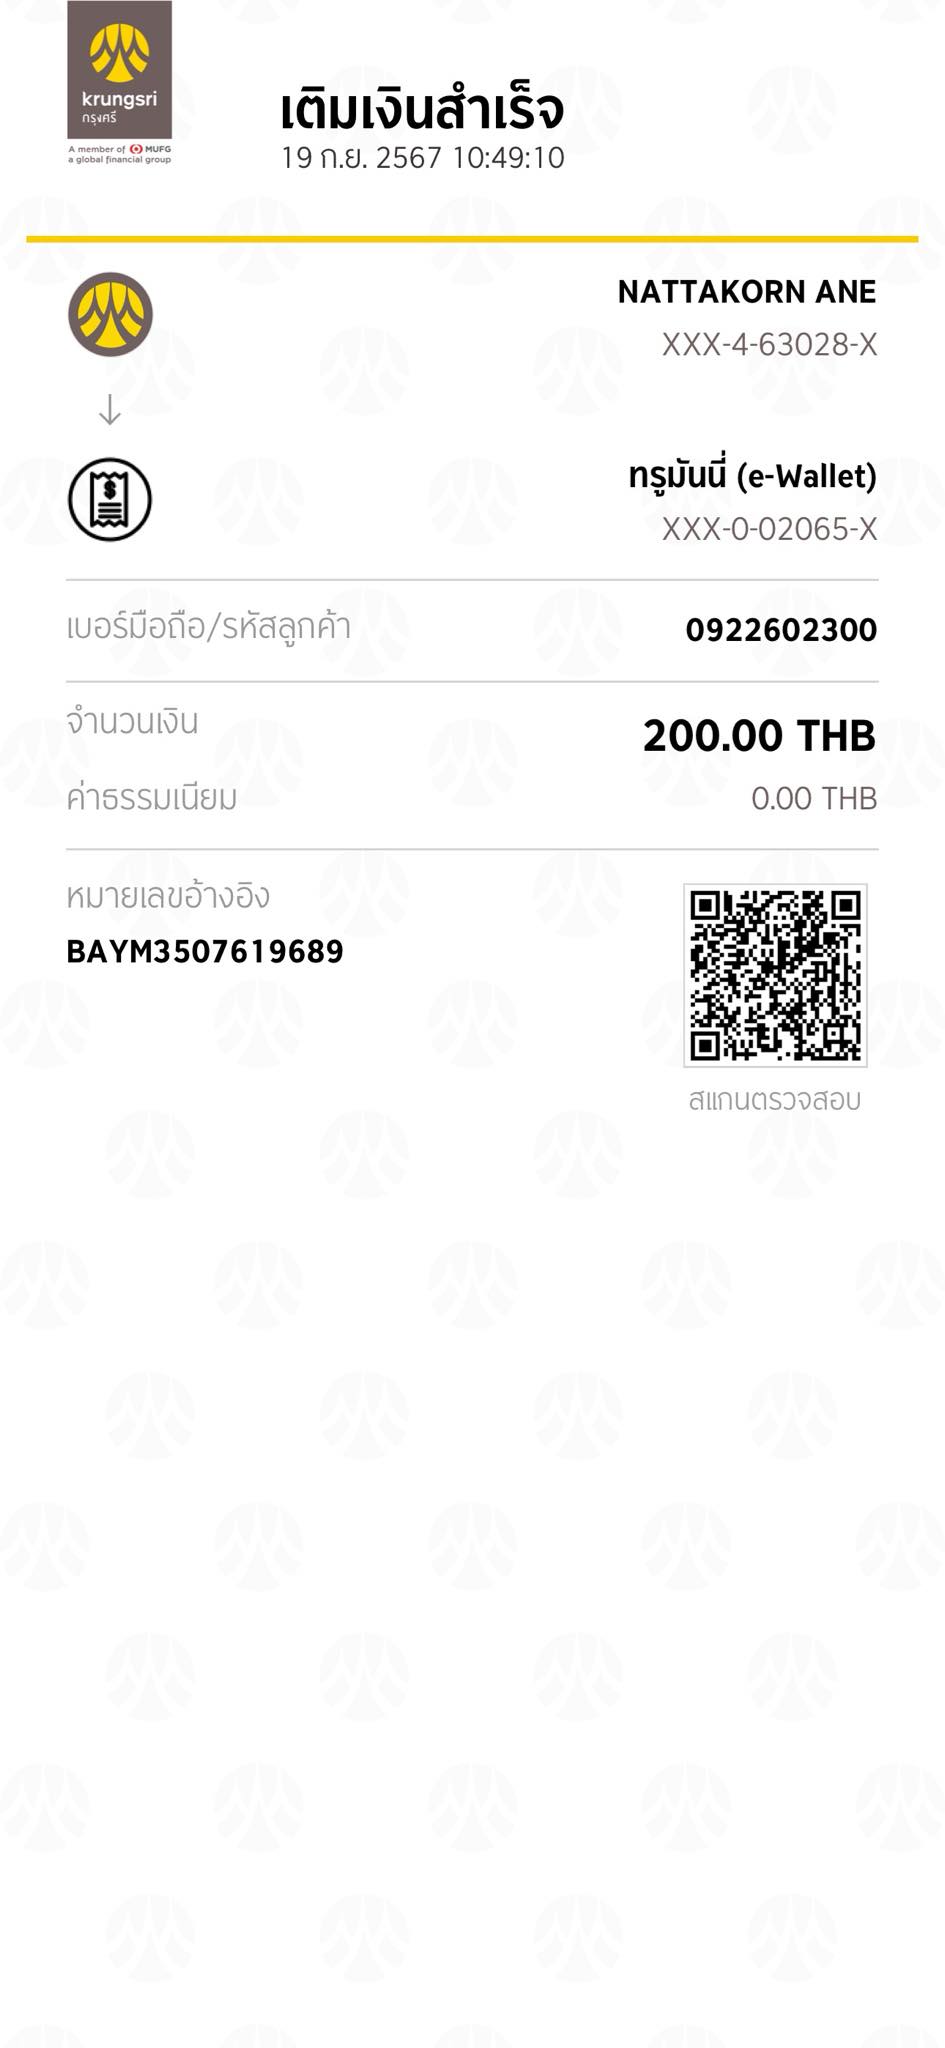 krungsri
กรุงศรี
A member of MUFG
a global financial group
เติมเงินสำเร็จ
19 ก.ย. 2567 10:49:10
NATTAKORN ANE
XXX-4-63028-X
ทรูมันนี่ (e-Wallet)
XXX-0-02065-X
เบอร์มือถือ/รหัสลูกค้า
0922602300
จำนวนเงิน
200.00 THB
ค่าธรรมเนียม
0.00 THB
หมายเลขอ้างอิง
BAYM3507619689
สแกนตรวจสอบ